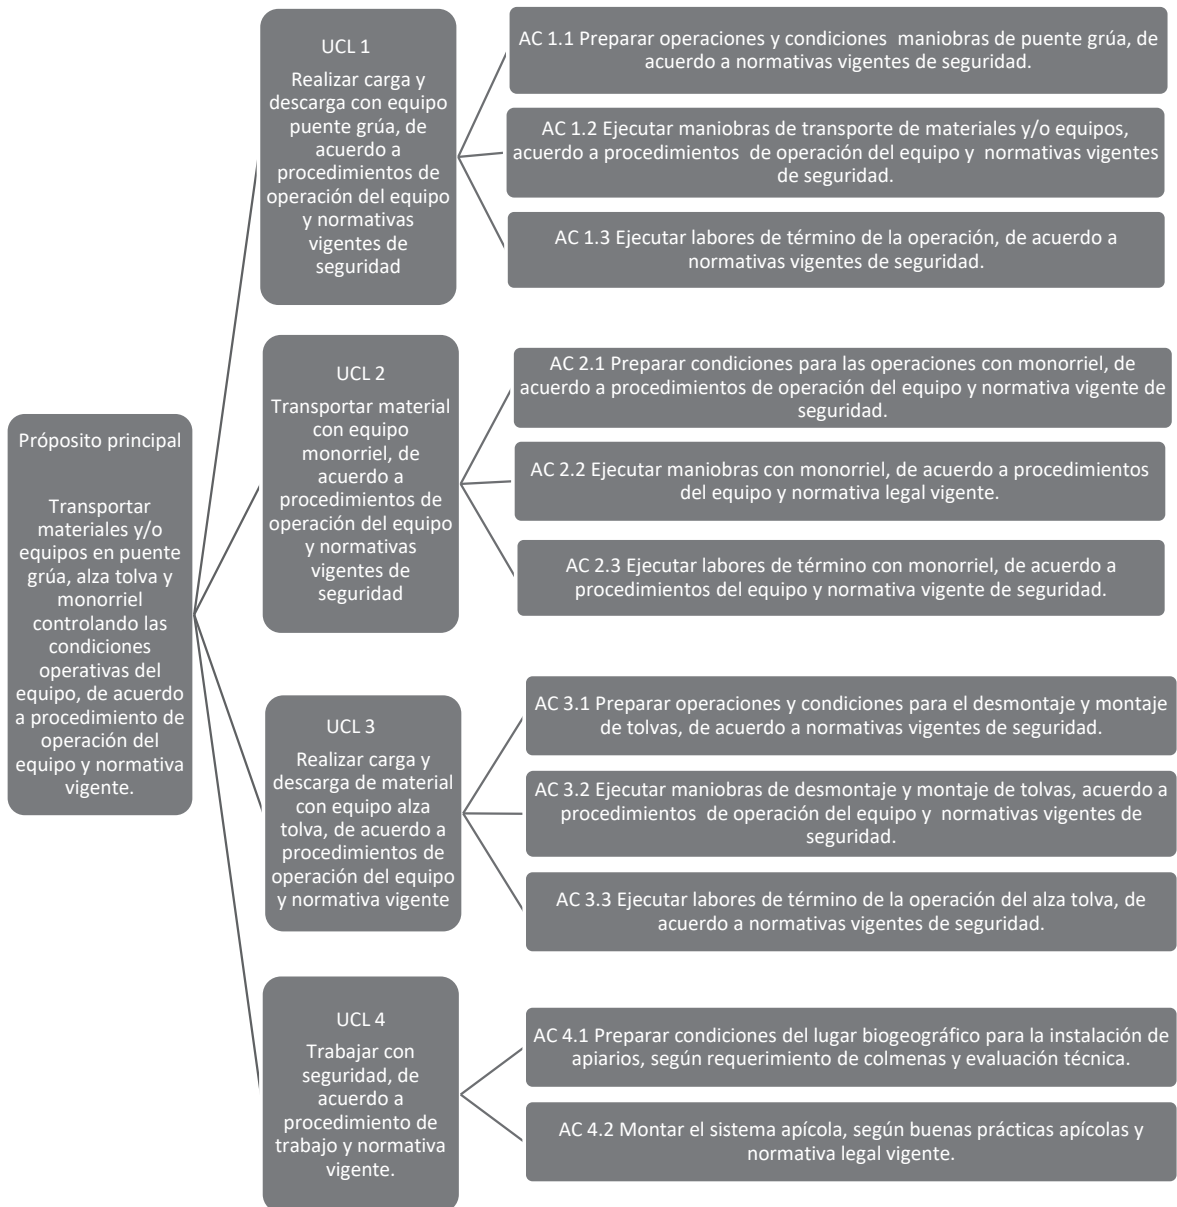 Próposito principal
Transportar
materiales y/o
equipos en puente
grúa, alza tolva y
monorriel
controlando las
condiciones
operativas del
equipo, de acuerdo
a procedimiento de
operación del
equipo y normativa
vigente.
UCL 1
Realizar carga y
descarga con equipo
puente grúa, de
acuerdo a
procedimientos de
operación del equipo
y normativas
vigentes de
seguridad
AC 1.1 Preparar operaciones y condiciones  maniobras de puente grúa, de
acuerdo a normativas vigentes de seguridad.
AC 1.2 Ejecutar maniobras de transporte de materiales y/o equipos,
acuerdo a procedimientos  de operación del equipo y  normativas vigentes
de seguridad.
AC 1.3 Ejecutar labores de término de la operación, de acuerdo a
normativas vigentes de seguridad.
UCL 2
Transportar material
con equipo
monorriel, de
acuerdo a
procedimientos de
operación del equipo
y normativas
vigentes de
seguridad
AC 2.1 Preparar condiciones para las operaciones con monorriel, de
acuerdo a procedimientos de operación del equipo y normativa vigente de
seguridad.
AC 2.2 Ejecutar maniobras con monorriel, de acuerdo a procedimientos
del equipo y normativa legal vigente.
AC 2.3 Ejecutar labores de término con monorriel, de acuerdo a
procedimientos del equipo y normativa vigente de seguridad.
UCL 3
Realizar carga y
descarga de material
con equipo alza
tolva, de acuerdo a
procedimientos de
operación del equipo
y normativa vigente
AC 3.1 Preparar operaciones y condiciones para el desmontaje y montaje
de tolvas, de acuerdo a normativas vigentes de seguridad.
AC 3.2 Ejecutar maniobras de desmontaje y montaje de tolvas, acuerdo a
procedimientos  de operación del equipo y  normativas vigentes de
seguridad.
AC 3.3 Ejecutar labores de término de la operación del alza tolva, de
acuerdo a normativas vigentes de seguridad.
UCL 4
Trabajar con
seguridad, de
acuerdo a
procedimiento de
trabajo y normativa
vigente.
AC 4.1 Preparar condiciones del lugar biogeográfico para la instalación de
apiarios, según requerimiento de colmenas y evaluación técnica.
AC 4.2 Montar el sistema apícola, según buenas prácticas apícolas y
normativa legal vigente.